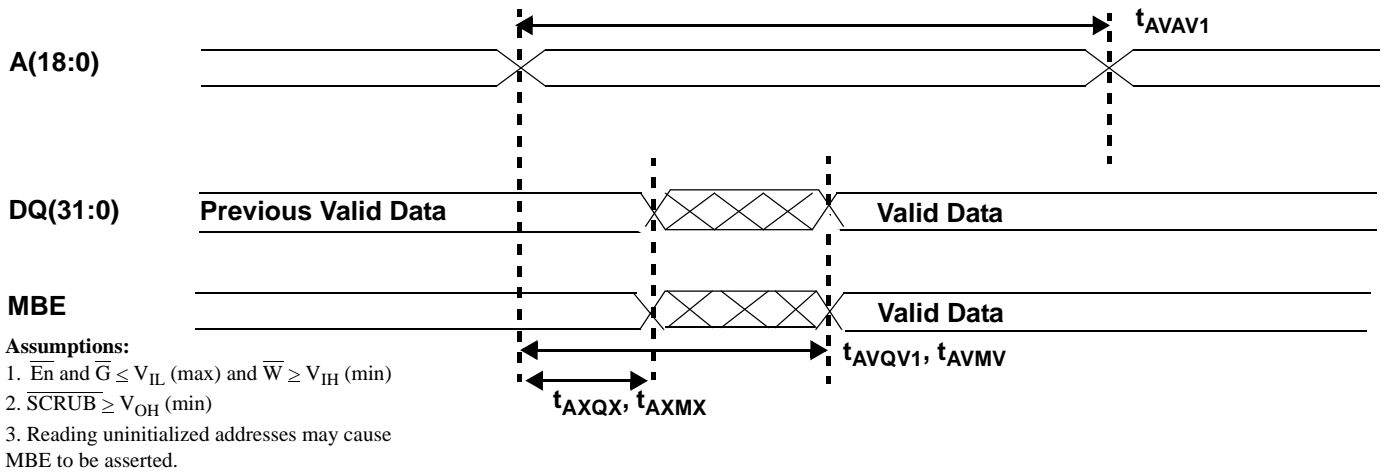 tAVAV1
A(18:0)
DQ(31:0) Previous Valid Data Valid Data
MBE Valid Data
tAVQV1, tAVMV
tAXQX, tAXMX
Assumptions:
1. E̅n̅ and G̅ ≤ VIL (max) and W̅ ≥ VIH (min)
2. S̅C̅R̅U̅B̅ ≥ VOH (min)
3. Reading uninitialized addresses may cause
MBE to be asserted.